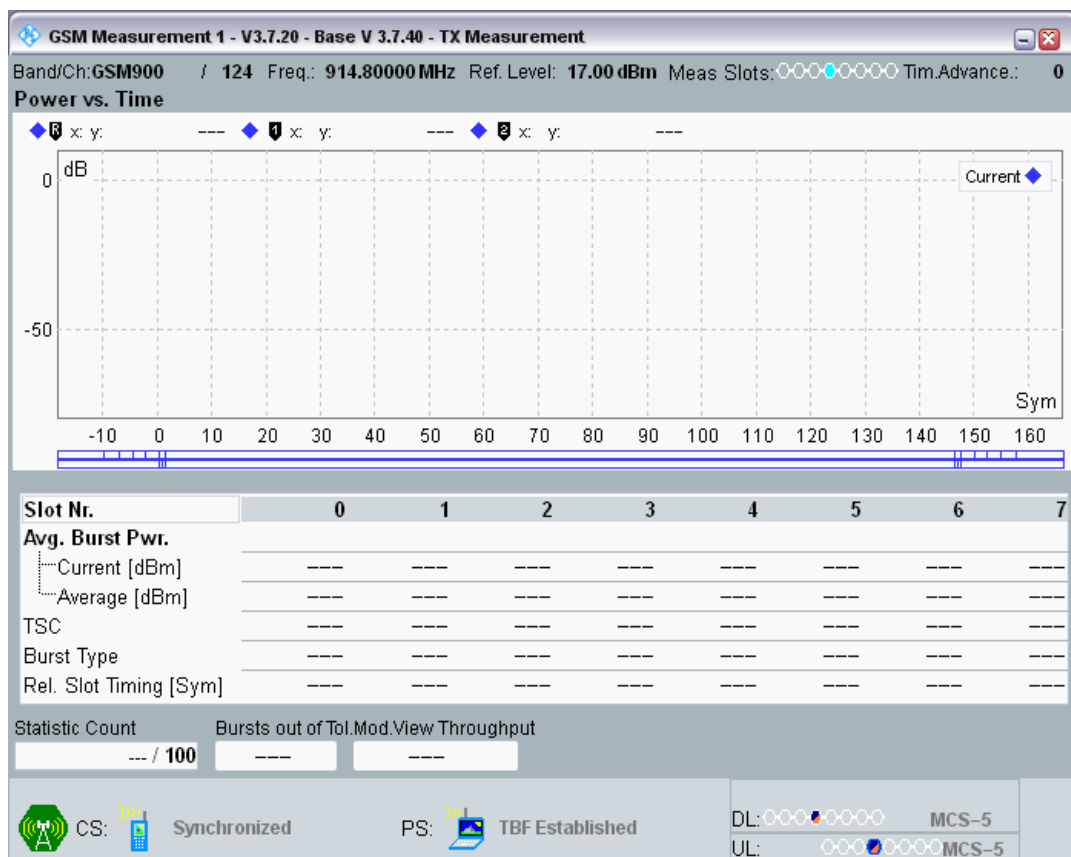 GSM Measurement 1 - V3.7.20 - Base V 3.7.40 - TX Measurement
Band/Ch:GSM900 / 124 Freq.: 914.80000 MHz Ref. Level: 17.00 dBm Meas Slots: Tim.Advance.: 0
Power vs. Time
R x: y: --- 1 x: y: --- 2 x: y: ---
dB
0
Current
-50
Sym
-10 0 10 20 30 40 50 60 70 80 90 100 110 120 130 140 150 160
Slot Nr. 0 1 2 3 4 5 6 7
Avg. Burst Pwr.
Current [dBm] --- --- --- --- --- --- --- ---
Average [dBm] --- --- --- --- --- --- --- ---
TSC --- --- --- --- --- --- --- ---
Burst Type --- --- --- --- --- --- --- ---
Rel. Slot Timing [Sym] --- --- --- --- --- --- --- ---
Statistic Count Bursts out of Tol.Mod.View Throughput
--- / 100 --- ---
CS: Synchronized PS: TBF Established DL: MCS-5
UL: MCS-5